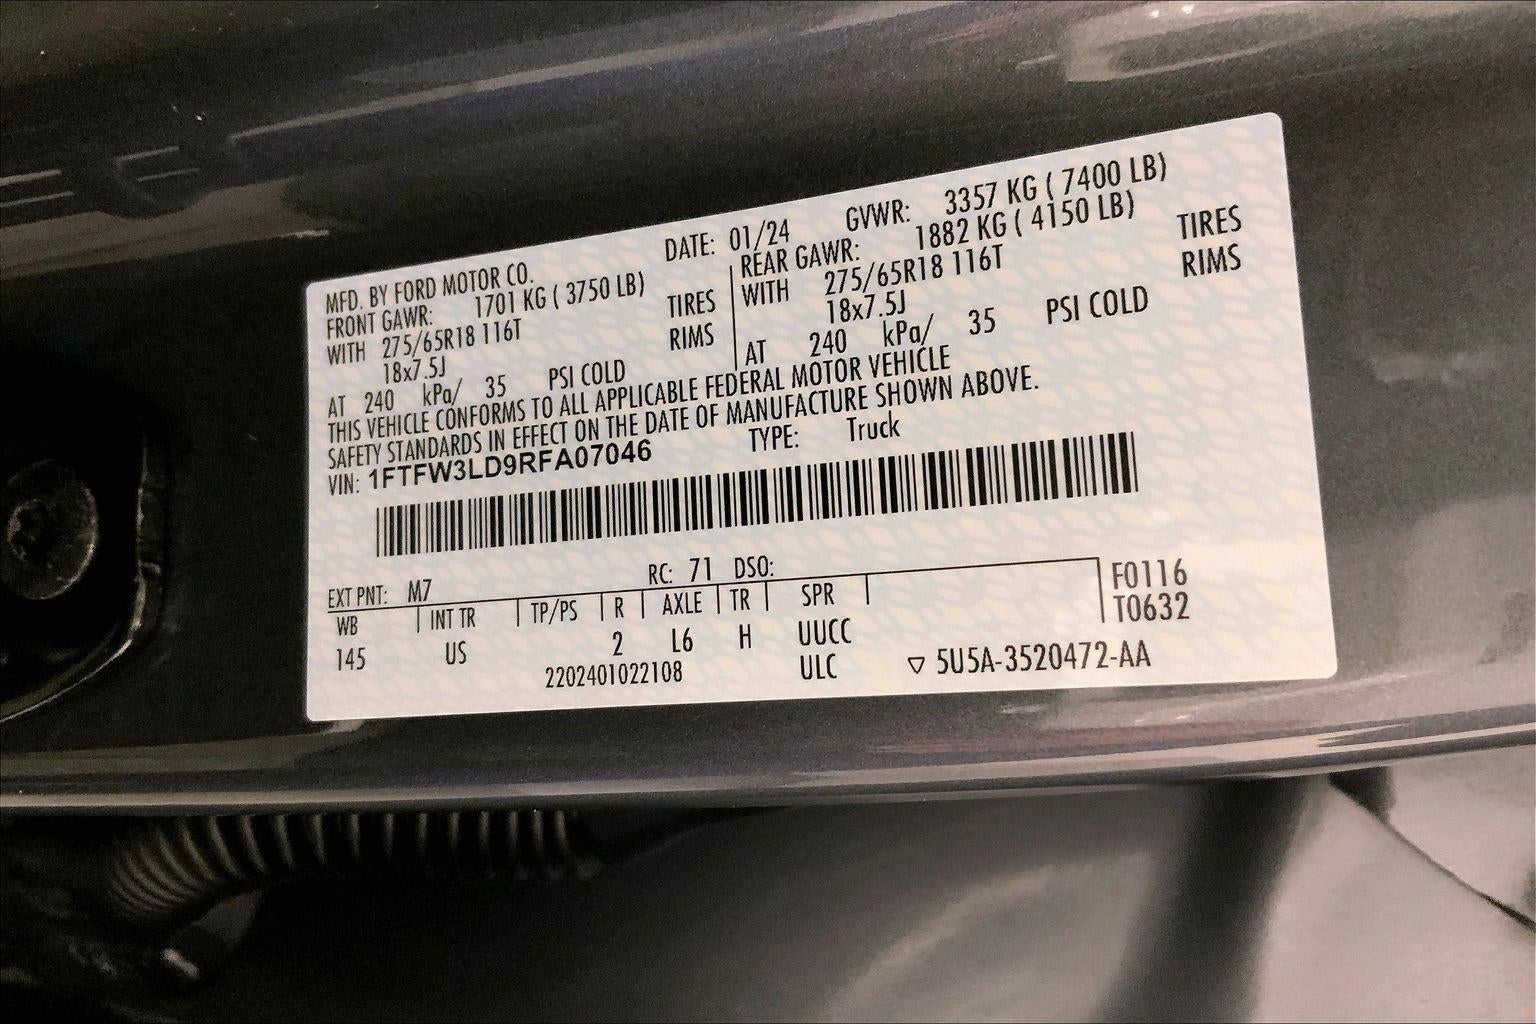 MFD. BY FORD MOTOR CO. DATE: 01/24 GVWR: 3357 KG ( 7400 LB)
FRONT GAWR: 1701 KG ( 3750 LB)
WITH 275/65R18 116T TIRES
18x7.5J RIMS
AT 240 kPa/ 35 PSI COLD
REAR GAWR: 1882 KG ( 4150 LB)
WITH 275/65R18 116T TIRES
18x7.5J RIMS
AT 240 kPa/ 35 PSI COLD
THIS VEHICLE CONFORMS TO ALL APPLICABLE FEDERAL MOTOR VEHICLE
SAFETY STANDARDS IN EFFECT ON THE DATE OF MANUFACTURE SHOWN ABOVE.
VIN: 1FTFW3LD9RFA07046 TYPE: Truck
EXT PNT: M7 RC: 71 DSO:
WB INT TR TP/PS R AXLE TR SPR F0116
T0632
145 US 2 L6 H UUCC
2202401022108 ULC ▽ 5U5A-3520472-AA